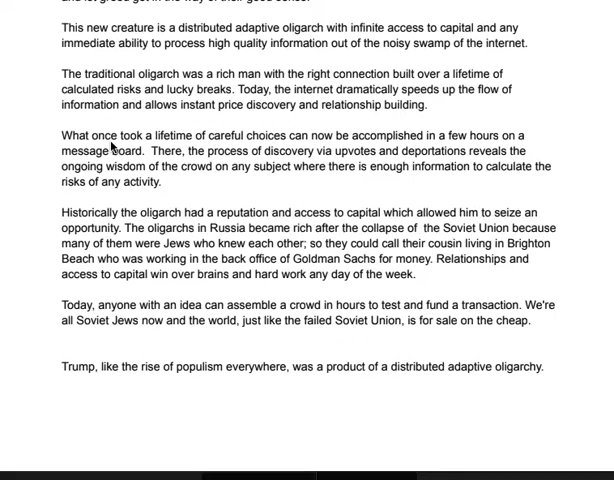 This new creature is a distributed adaptive oligarch with infinite access to capital and any
immediate ability to process high quality information out of the noisy swamp of the internet.
The traditional oligarch was a rich man with the right connection built over a lifetime of
calculated risks and lucky breaks. Today, the internet dramatically speeds up the flow of
information and allows instant price discovery and relationship building.
What once took a lifetime of careful choices can now be accomplished in a few hours on a
message board.  There, the process of discovery via upvotes and deportations reveals the
ongoing wisdom of the crowd on any subject where there is enough information to calculate the
risks of any activity.
Historically the oligarch had a reputation and access to capital which allowed him to seize an
opportunity. The oligarchs in Russia became rich after the collapse of  the Soviet Union because
many of them were Jews who knew each other; so they could call their cousin living in Brighton
Beach who was working in the back office of Goldman Sachs for money. Relationships and
access to capital win over brains and hard work any day of the week.
Today, anyone with an idea can assemble a crowd in hours to test and fund a transaction. We're
all Soviet Jews now and the world, just like the failed Soviet Union, is for sale on the cheap.
Trump, like the rise of populism everywhere, was a product of a distributed adaptive oligarchy.